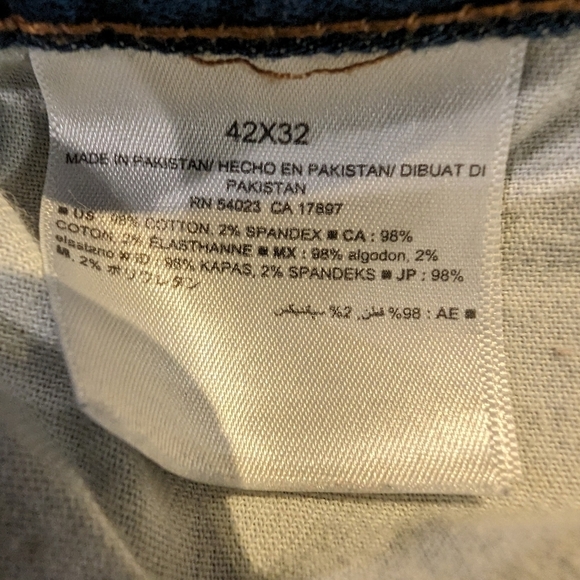 42X32
MADE IN PAKISTAN/ HECHO EN PAKISTAN/ DIBUAT DI
PAKISTAN
RN 54023 CA 17897
■ US : 98% COTTON, 2% SPANDEX ■ CA : 98%
COTON, 2% ÉLASTHANNE ■ MX : 98% algodon, 2%
elastano ■ ID : 98% KAPAS, 2% SPANDEKS ■ JP : 98%
綿, 2% ポリウレタン
■ AE : 98% قطن, 2% سباندكس